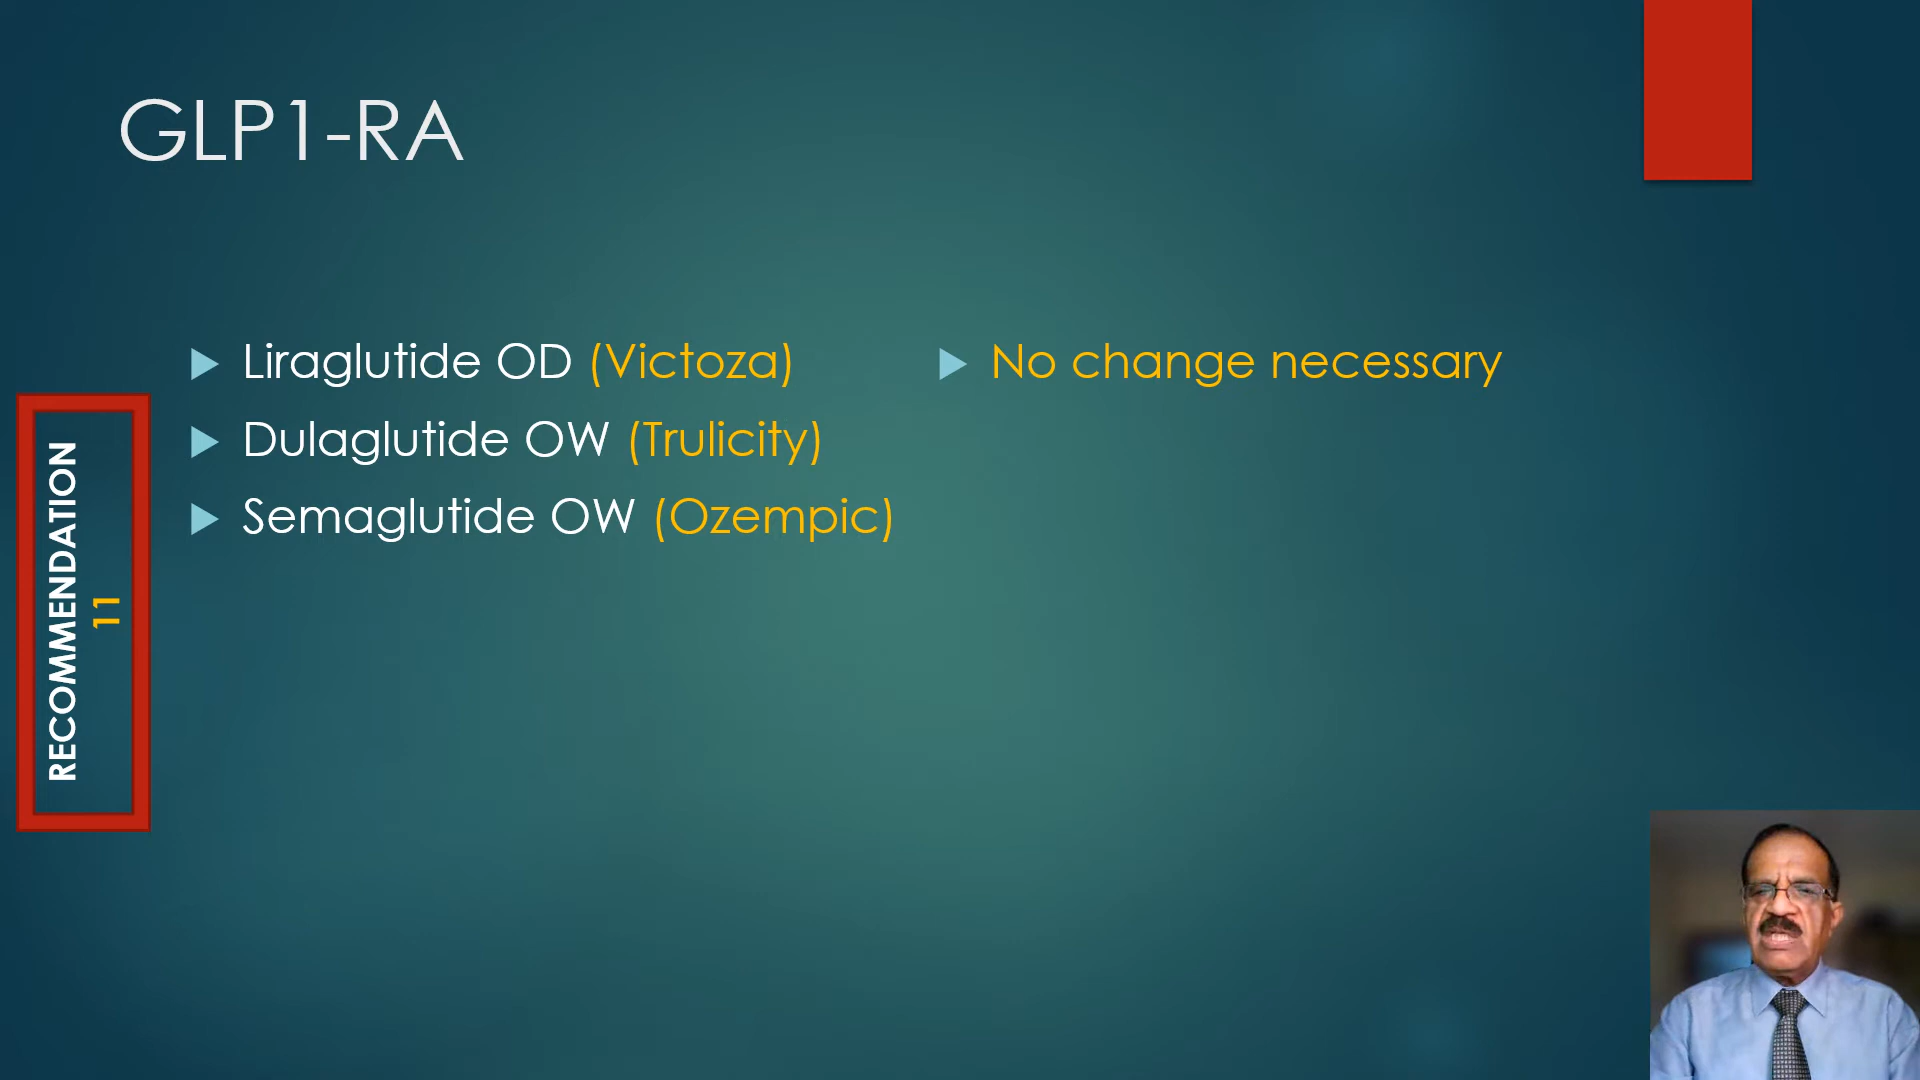 GLP1-RA
Liraglutide OD (Victoza)
Dulaglutide OW (Trulicity)
Semaglutide OW (Ozempic)
No change necessary
RECOMMENDATION
11